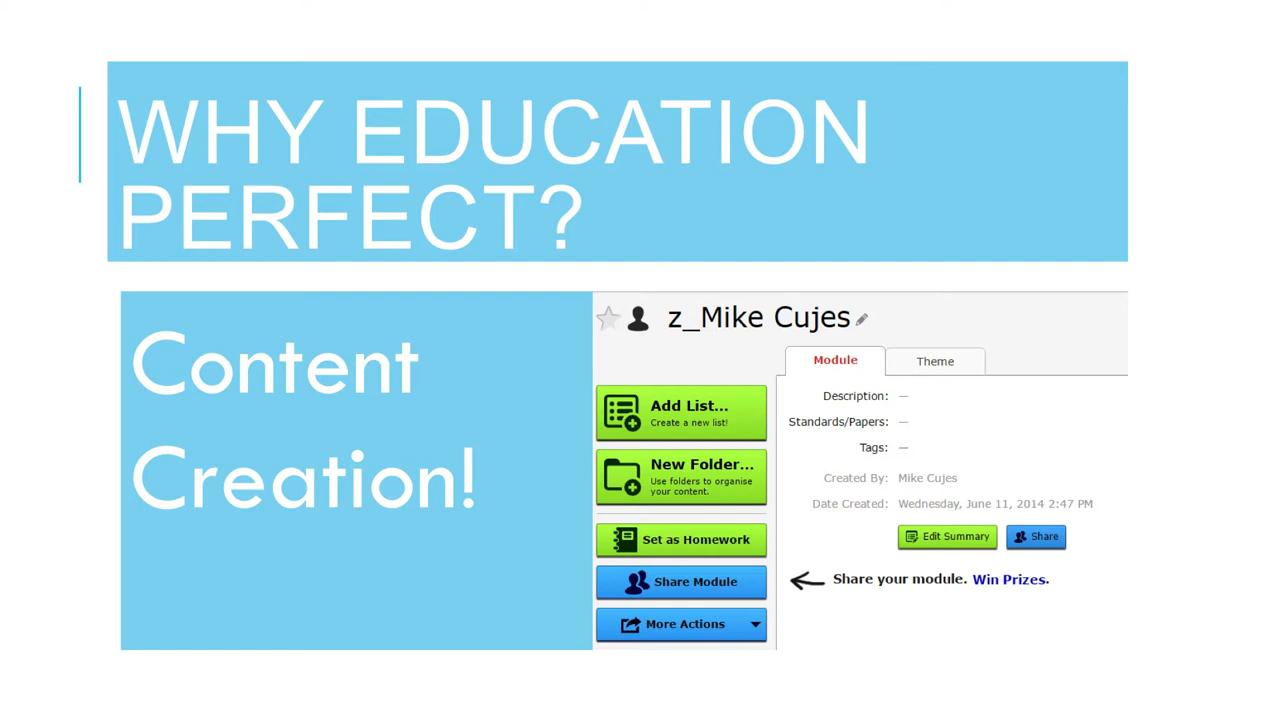 WHY EDUCATION
PERFECT?
Content
Creation!
z_Mike Cujes
Module
Theme
Add List...
Create a new list!
New Folder...
Use folders to organise
your content.
Set as Homework
Share Module
More Actions
Description: —
Standards/Papers: —
Tags: —
Created By: Mike Cujes
Date Created: Wednesday, June 11, 2014 2:47 PM
Edit Summary
Share
Share your module. Win Prizes.